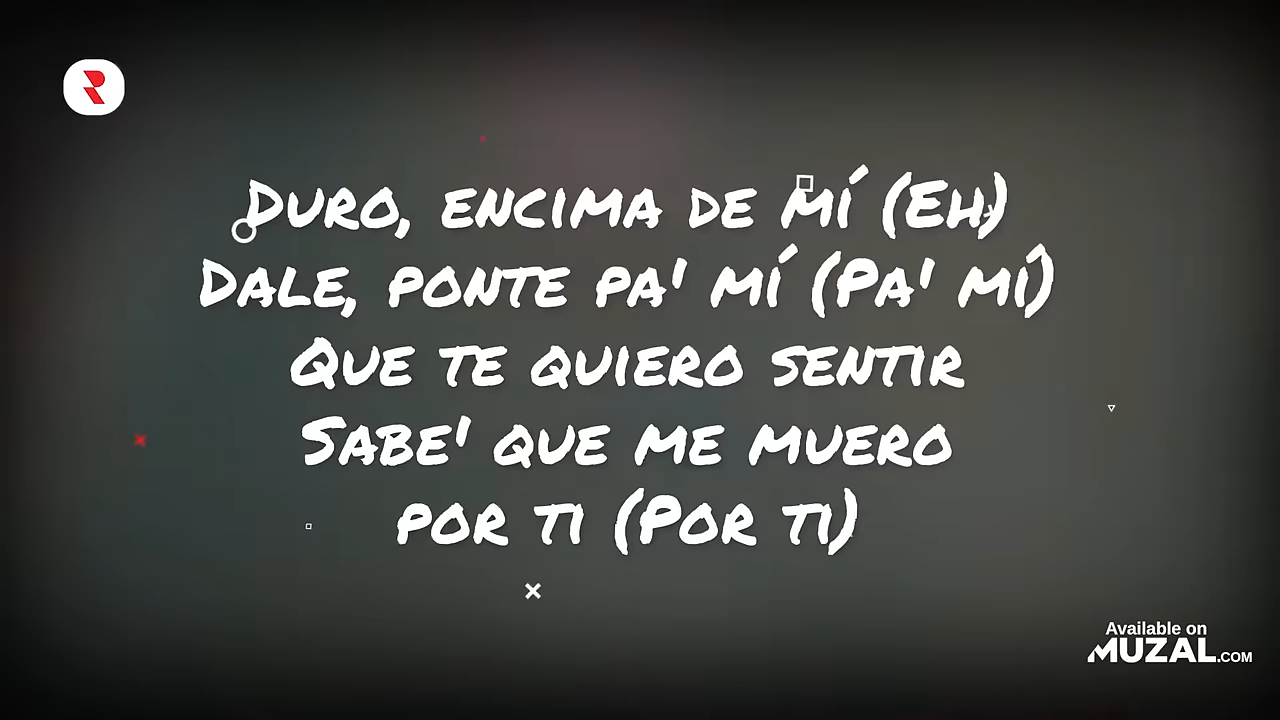 Duro, encima de mí (Eh)
Dale, ponte pa' mí (Pa' mí)
Que te quiero sentir
Sabe' que me muero
por ti (Por ti)
Available on
MUZAL.COM